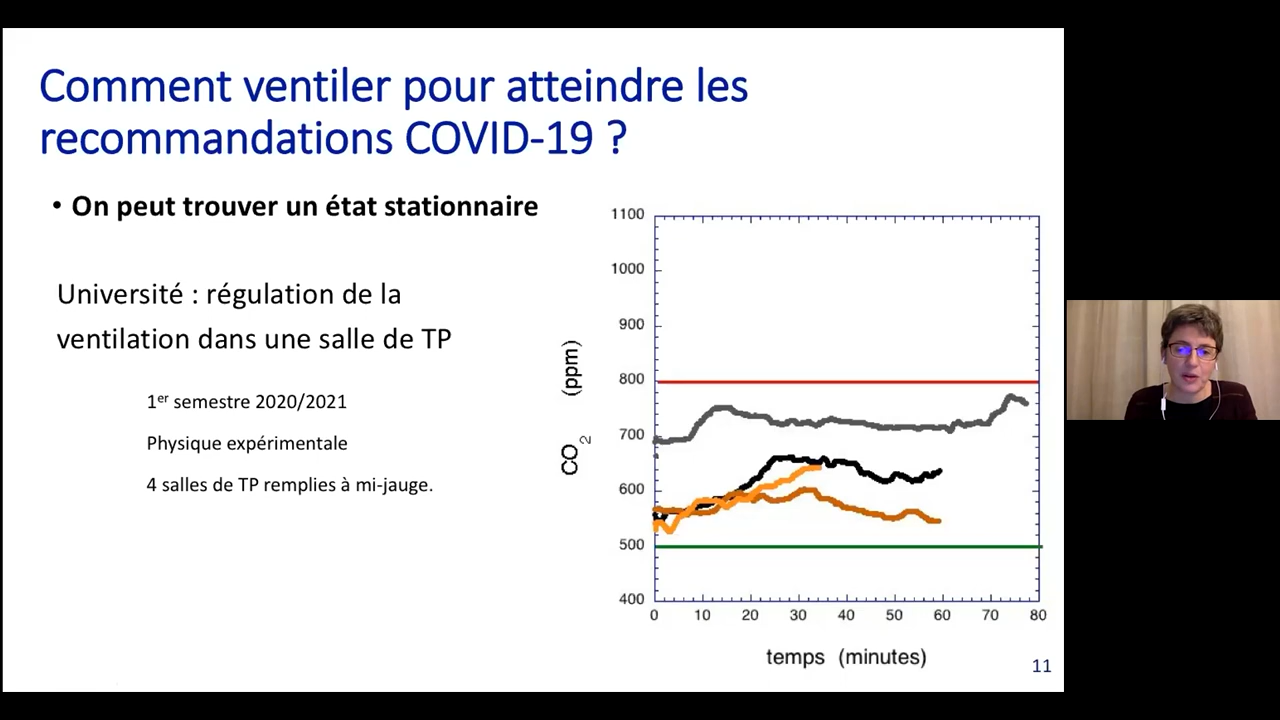 Comment ventiler pour atteindre les
recommandations COVID-19 ?
• On peut trouver un état stationnaire
Université : régulation de la
ventilation dans une salle de TP
1er semestre 2020/2021
Physique expérimentale
4 salles de TP remplies à mi-jauge.
CO2 (ppm)
1100
1000
900
800
700
600
500
400
0 10 20 30 40 50 60 70 80
temps (minutes)
11